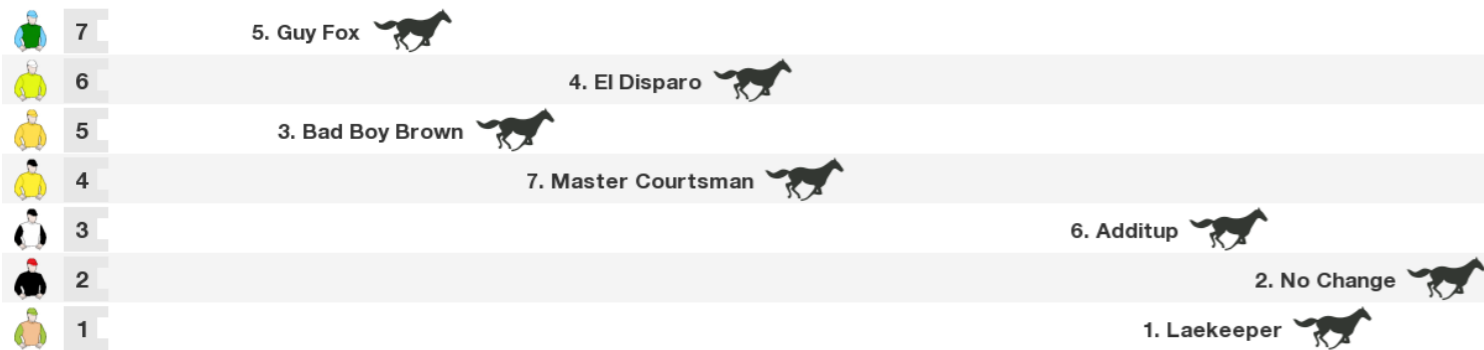 7 5. Guy Fox
6 4. El Disparo
5 3. Bad Boy Brown
4 7. Master Courtsman
3 6. Additup
2 2. No Change
1 1. Laekeeper